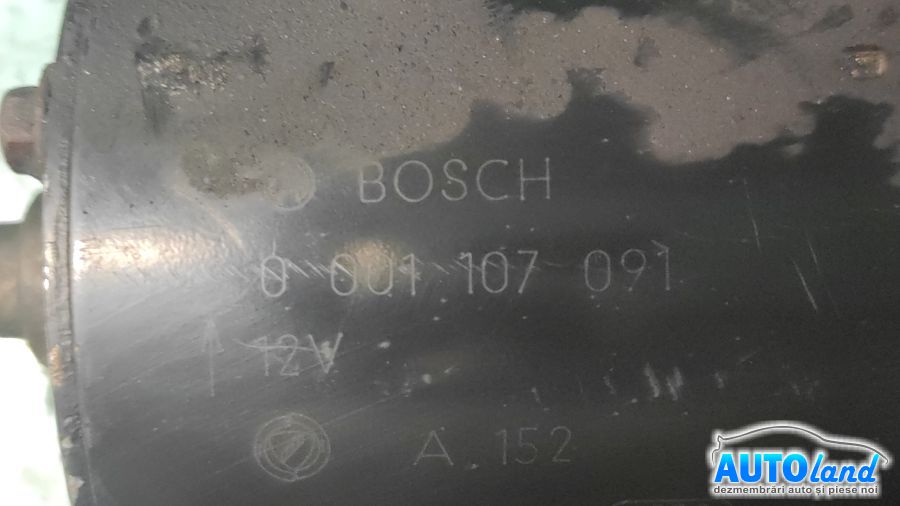 BOSCH
0 001 107 091
12V
A 152
AUTOland
dezmembrări auto și piese noi